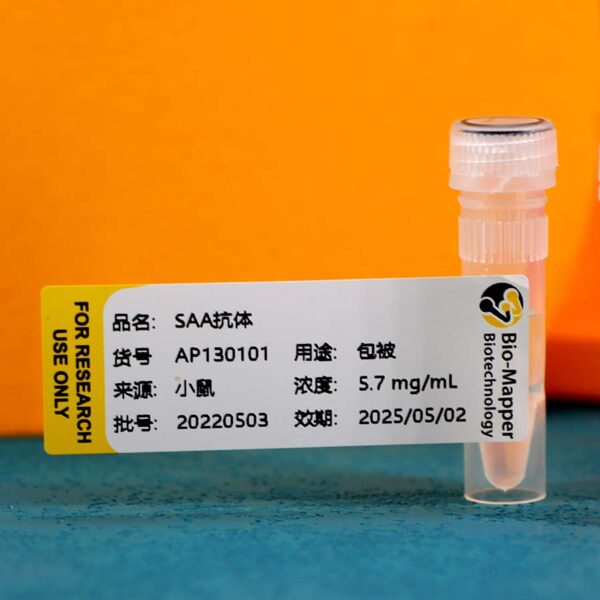 FOR RESEARCH
USE ONLY
品名: SAA抗体
货号 AP130101 用途: 包被
来源: 小鼠 浓度: 5.7 mg/mL
批号: 20220503 效期: 2025/05/02
Bio-Mapper
Biotechnology